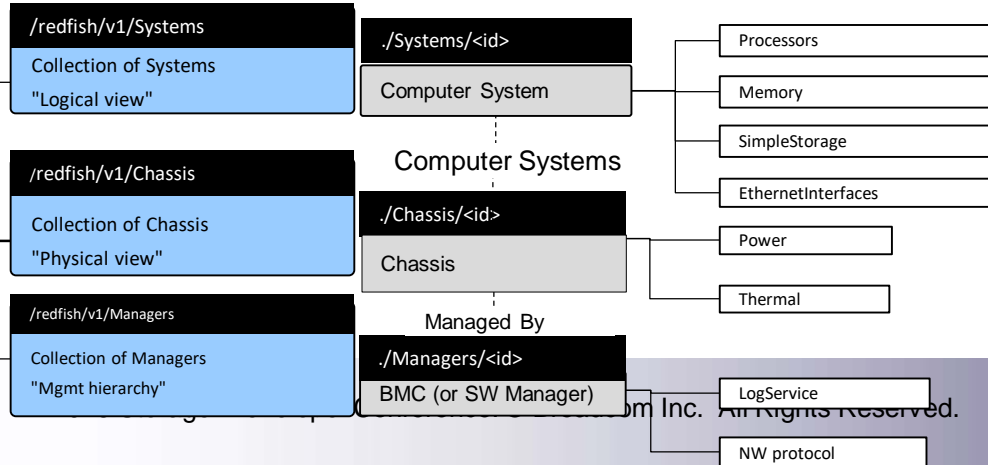 /redfish/v1/Systems
Collection of Systems
"Logical view"
./Systems/<id>
Computer System
Processors
Memory
SimpleStorage
EthernetInterfaces
Computer Systems
/redfish/v1/Chassis
Collection of Chassis
"Physical view"
./Chassis/<id>
Chassis
Power
Thermal
Managed By
/redfish/v1/Managers
Collection of Managers
"Mgmt hierarchy"
./Managers/<id>
BMC (or SW Manager)
LogService
NW protocol
Inc. All Rights Reserved.